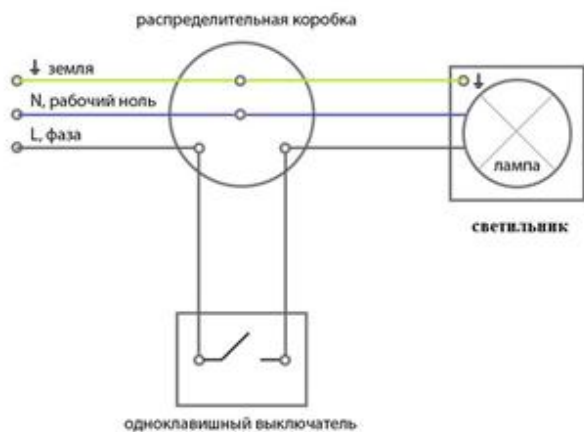 распределительная коробка
земля
N, рабочий ноль
L, фаза
лампа
светильник
одноклавишный выключатель